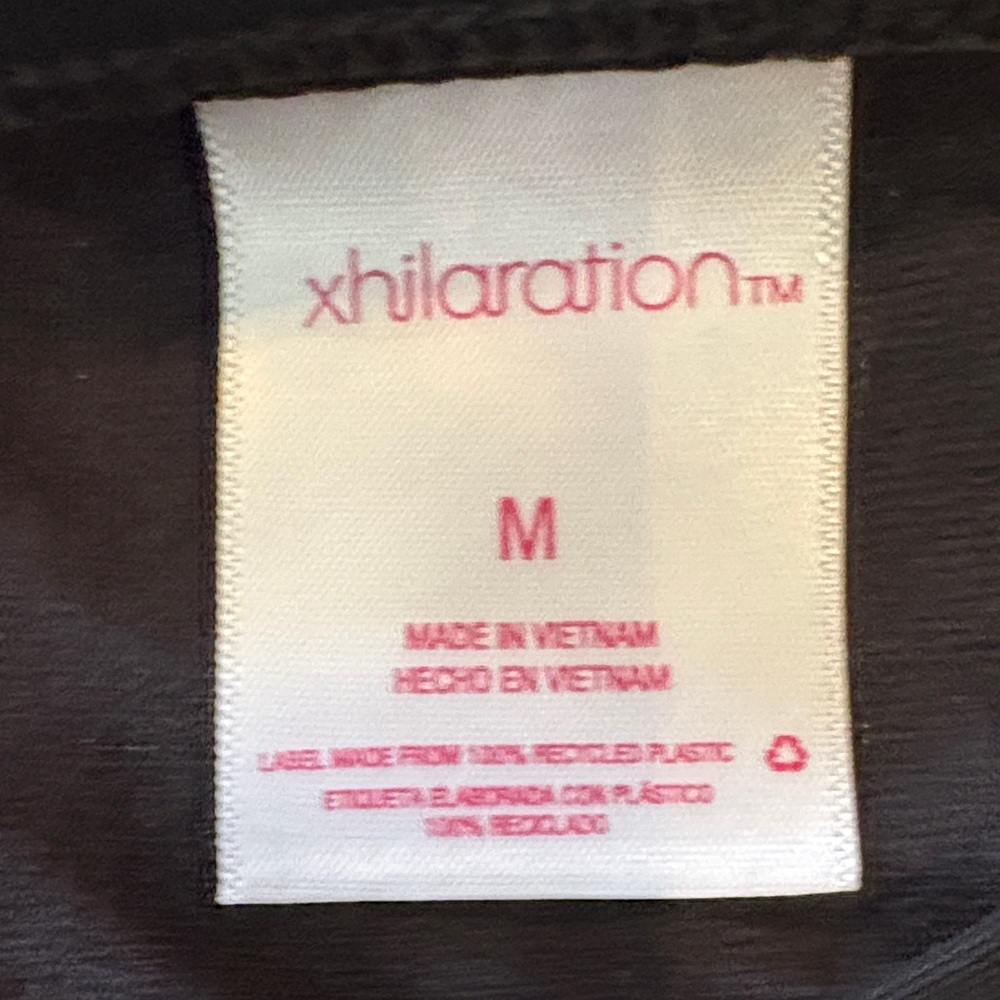 xhilaration™
M
MADE IN VIETNAM
HECHO EN VIETNAM
LABEL MADE FROM 100% RECYCLED PLASTIC
ETIQUETA ELABORADA CON PLÁSTICO
100% RECICLADO